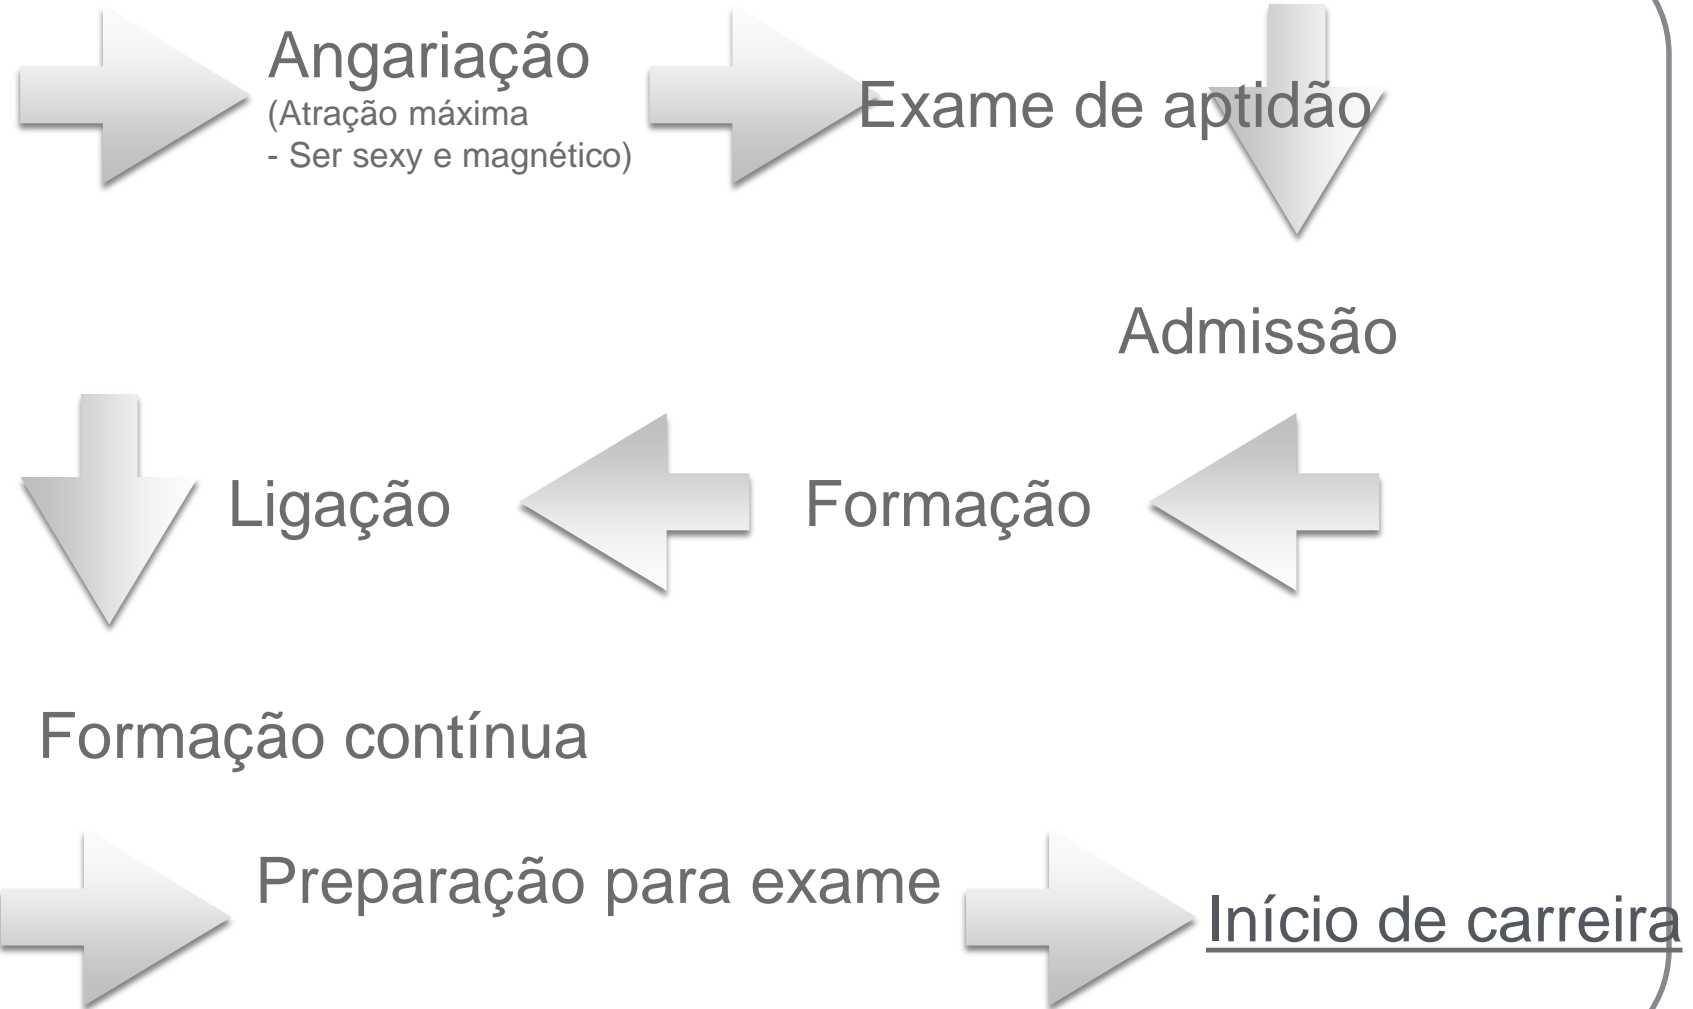 Angariação
(Atração máxima
- Ser sexy e magnético)
Exame de aptidão
Admissão
Ligação
Formação
Formação contínua
Preparação para exame
Início de carreira